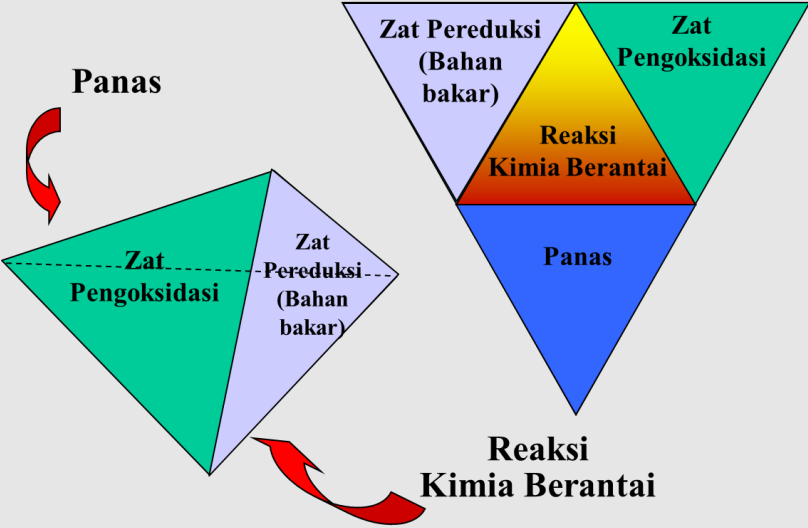 Panas
Zat
Pengoksidasi
Zat
Pereduksi
(Bahan
bakar)
Zat Pereduksi
(Bahan
bakar)
Zat
Pengoksidasi
Reaksi
Kimia Berantai
Panas
Reaksi
Kimia Berantai